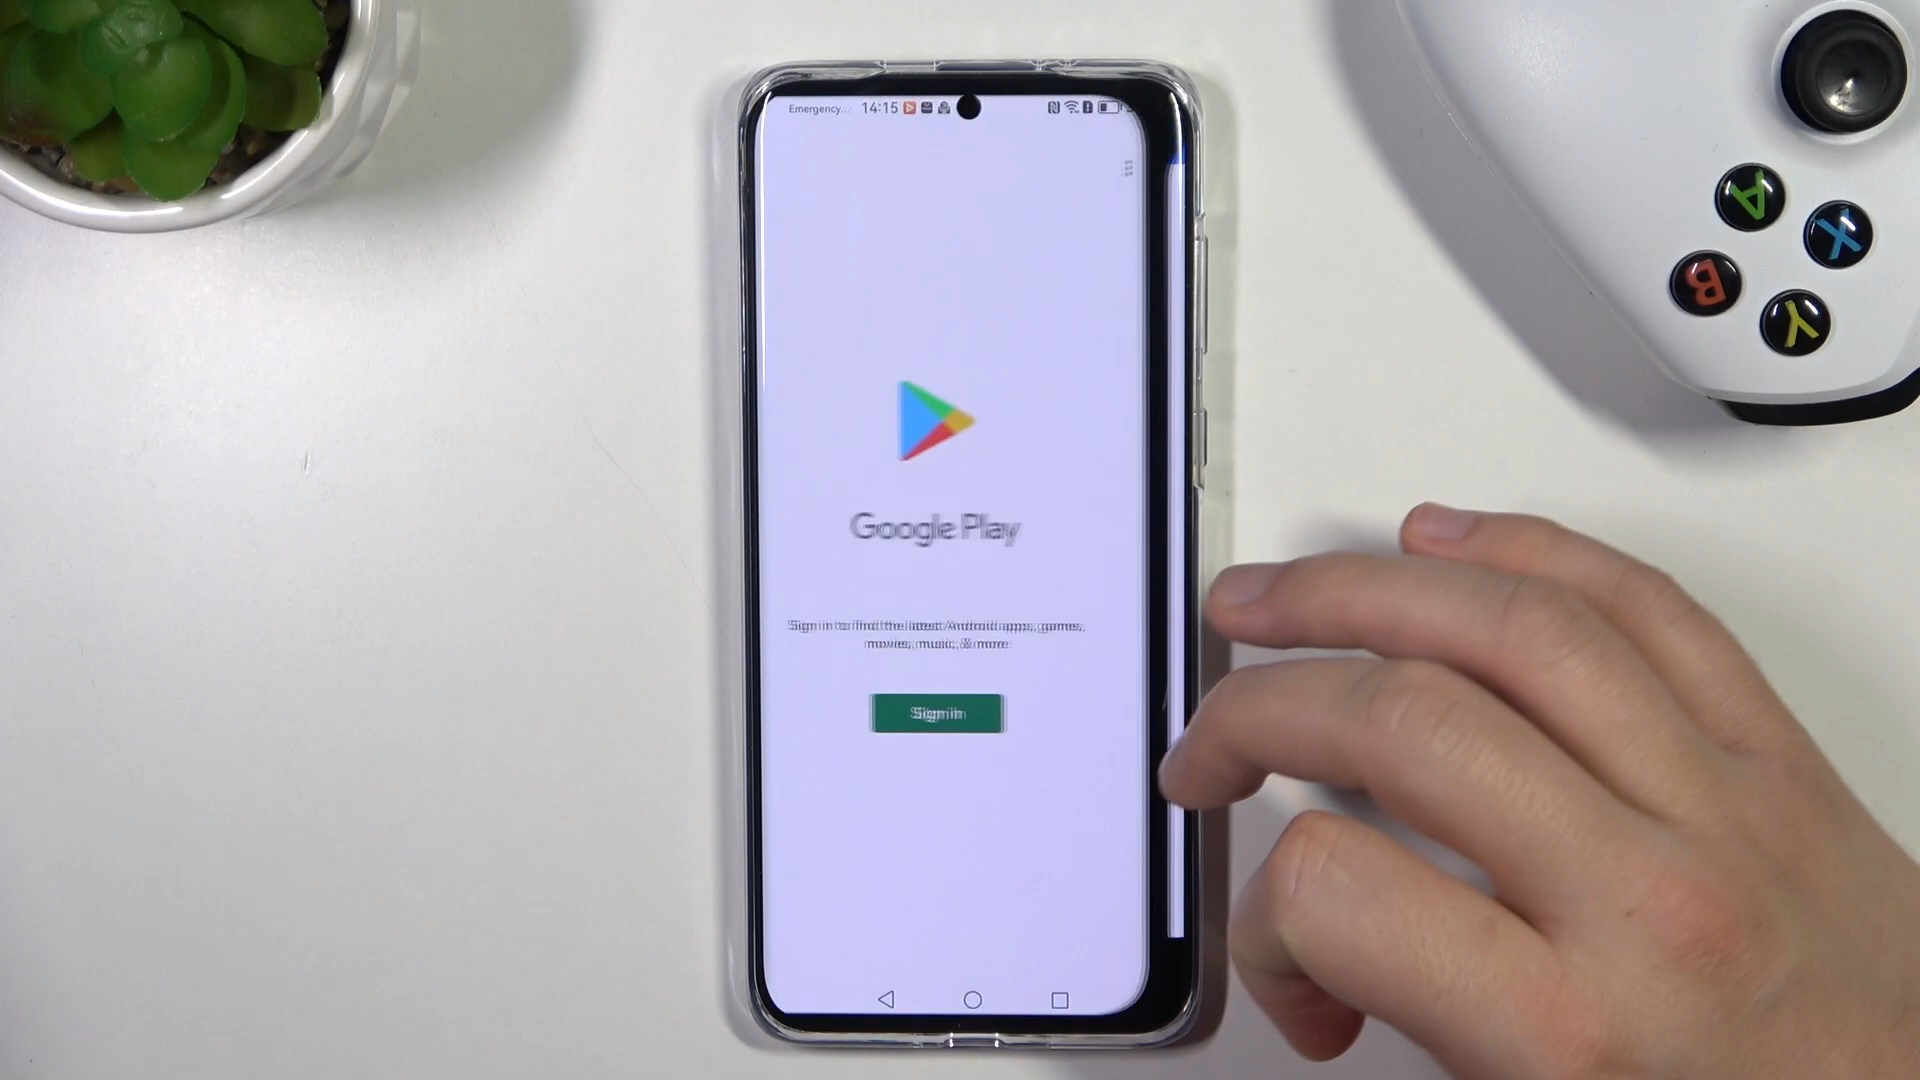 Emergency... 14:15
Google Play
Sign in to find the latest Android apps, games,
movies, music, & more
Sign in
A
X
B
Y